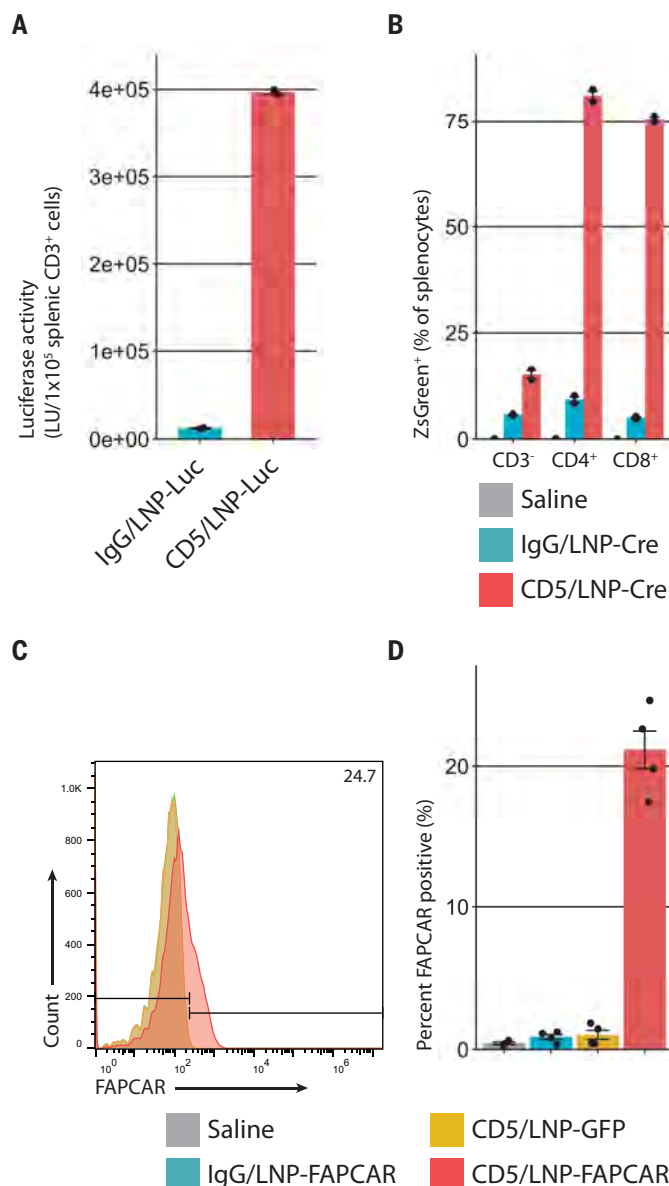 A
Luciferase activity
(LU/1x10⁵ splenic CD3⁺ cells)
4e+05
3e+05
2e+05
1e+05
0e+00
IgG/LNP-Luc
CD5/LNP-Luc
B
ZsGreen⁺ (% of splenocytes)
75
50
25
0
CD3⁻
CD4⁺
CD8⁺
Saline
IgG/LNP-Cre
CD5/LNP-Cre
C
24.7
Count
1.0K
800
600
400
200
0
10⁰
10²
10⁴
10⁶
FAPCAR
D
Percent FAPCAR positive (%)
20
10
0
Saline
IgG/LNP-FAPCAR
CD5/LNP-GFP
CD5/LNP-FAPCAR